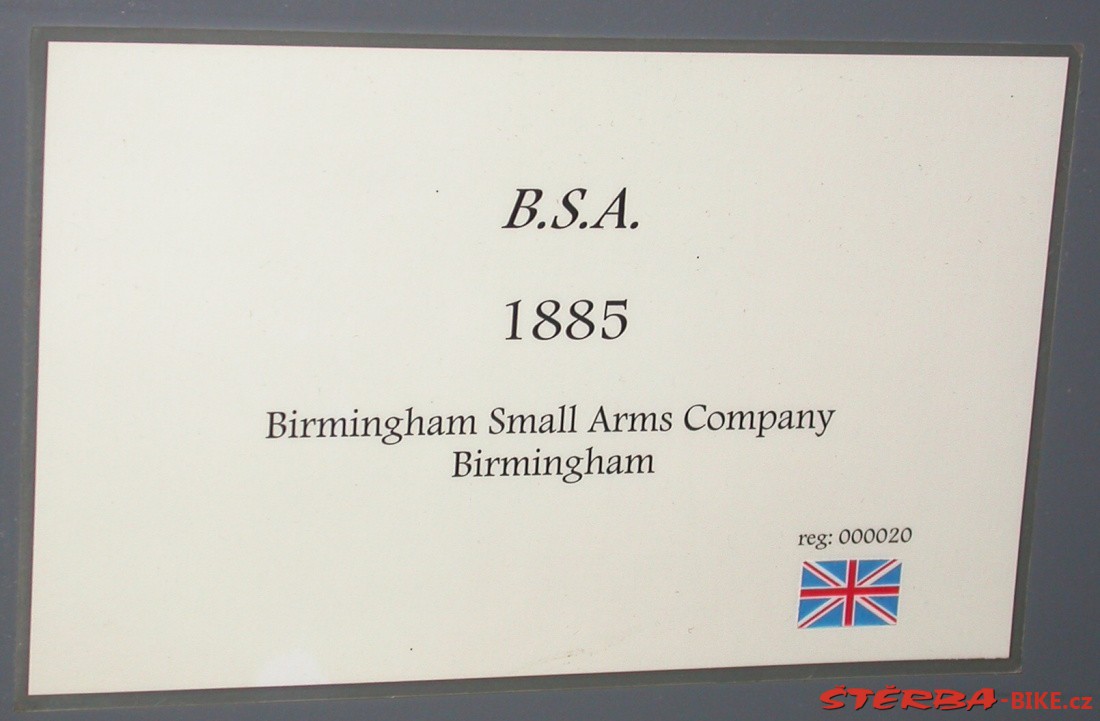 B.S.A.
1885
Birmingham Small Arms Company
Birmingham
reg: 000020
ŠTĚRBA-BIKE.cz